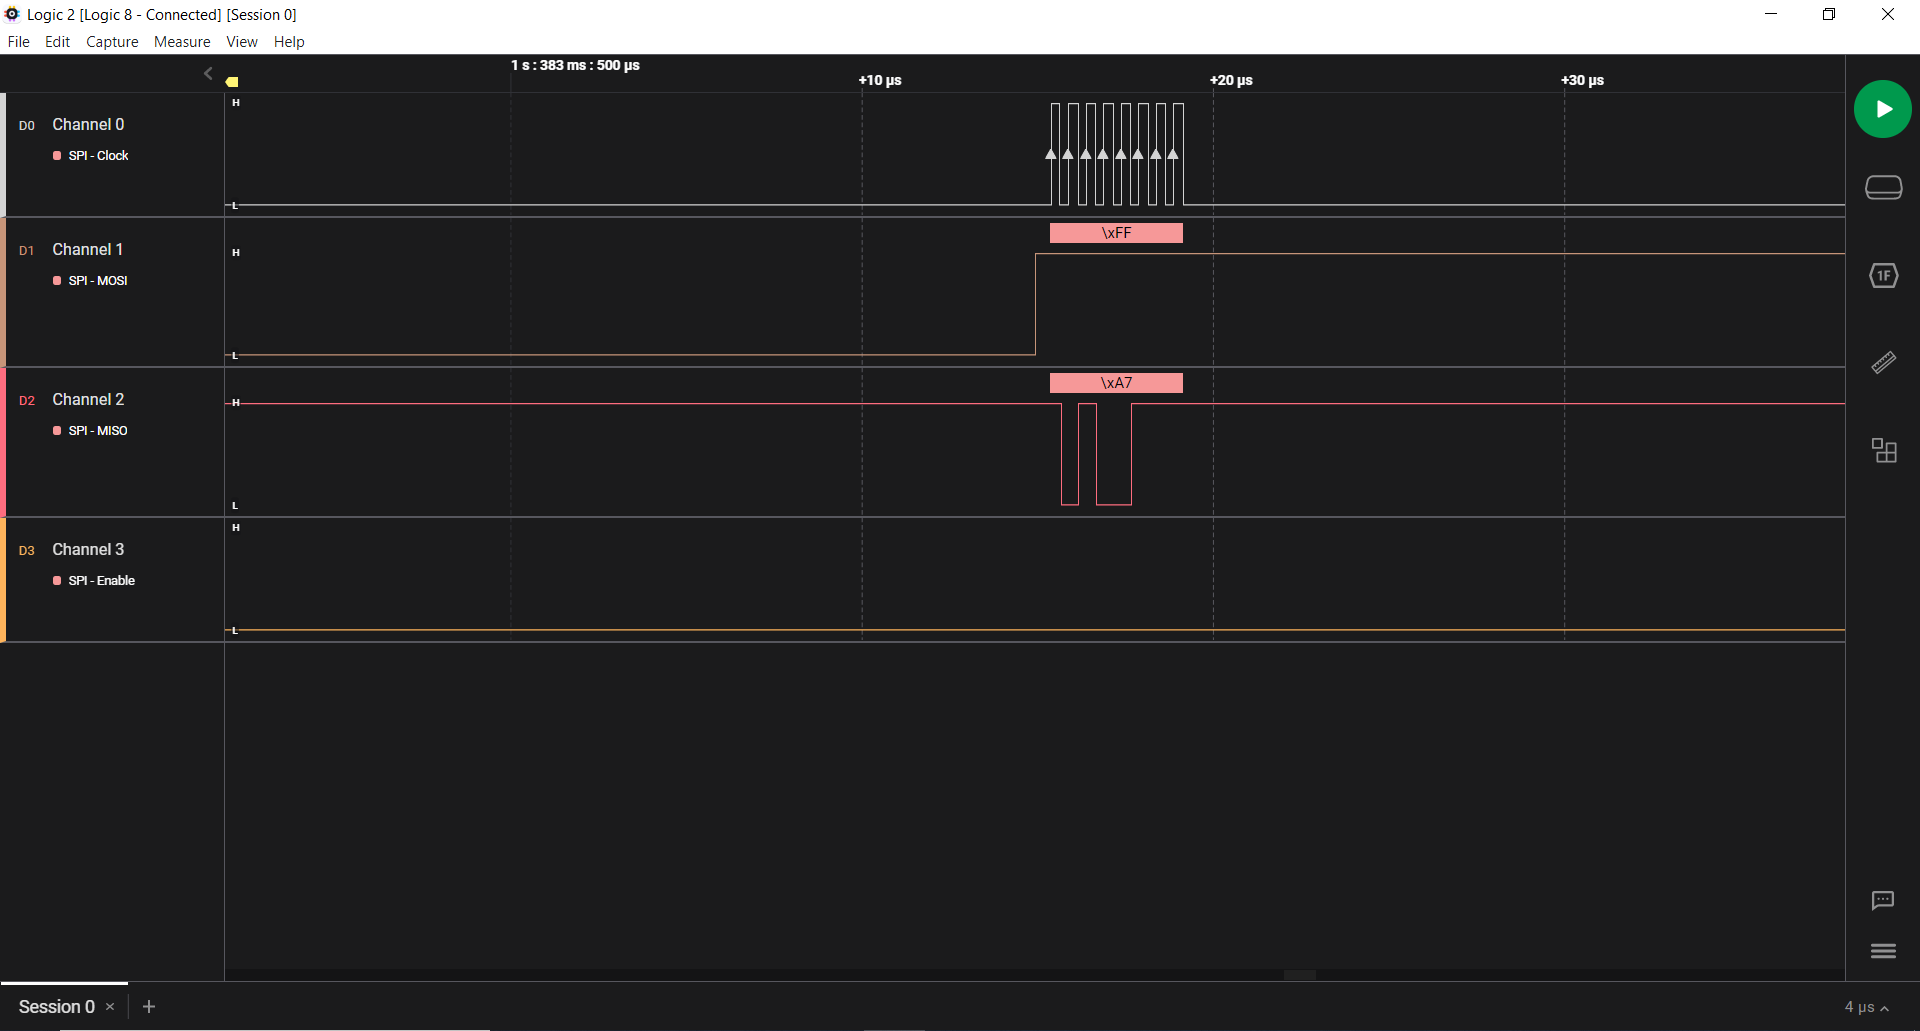 Logic 2 [Logic 8 - Connected] [Session 0]
File Edit Capture Measure View Help
1 s : 383 ms : 500 µs
+10 µs +20 µs +30 µs
D0 Channel 0
SPI - Clock
H
L
D1 Channel 1
SPI - MOSI
H
L
\xFF
D2 Channel 2
SPI - MISO
H
L
\xA7
D3 Channel 3
SPI - Enable
H
L
1F
Session 0 × +
4 µs